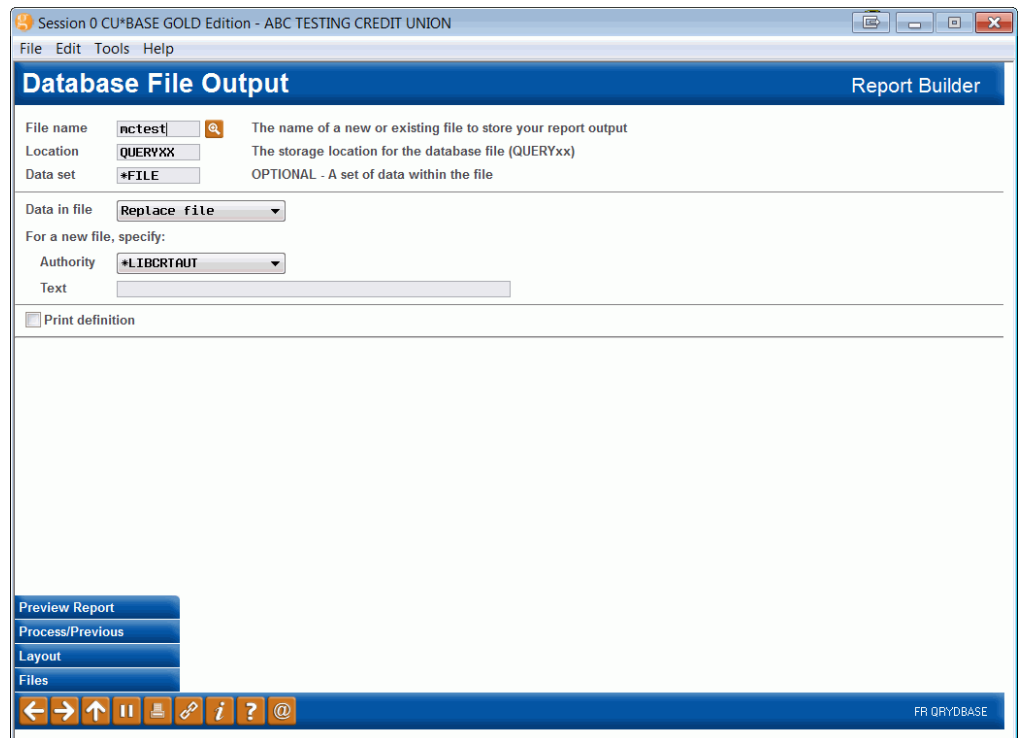 Session 0 CU*BASE GOLD Edition - ABC TESTING CREDIT UNION
File Edit Tools Help
Database File Output Report Builder
File name mctest The name of a new or existing file to store your report output
Location QUERYXX The storage location for the database file (QUERYxx)
Data set *FILE OPTIONAL - A set of data within the file
Data in file Replace file
For a new file, specify:
Authority *LIBCRTAUT
Text
Print definition
Preview Report
Process/Previous
Layout
Files
FR QRYDBASE